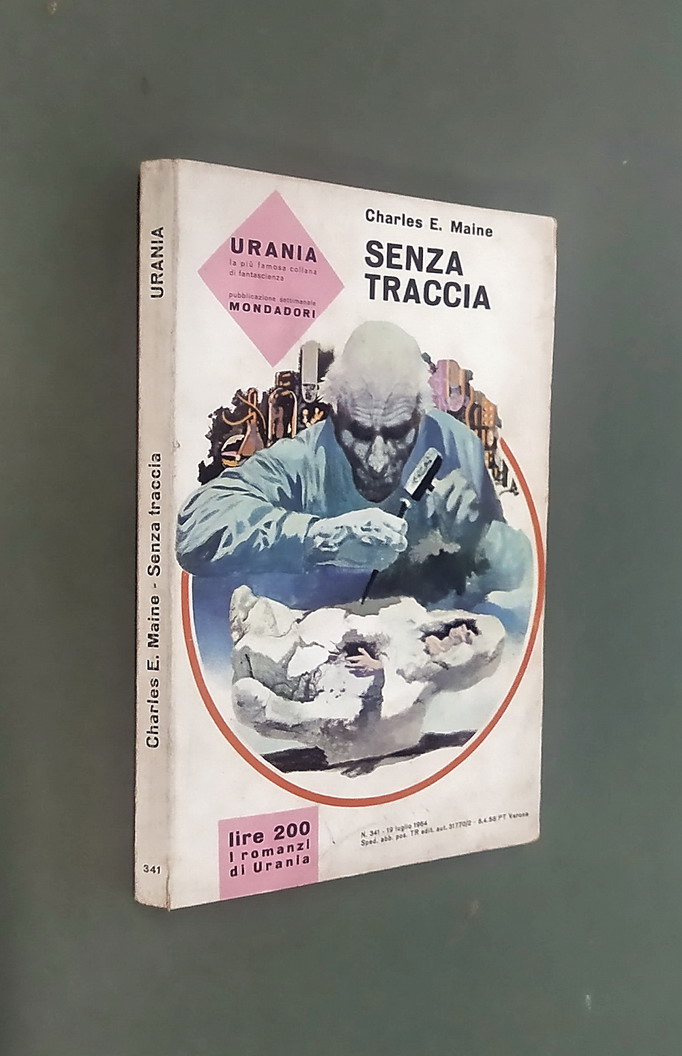 URANIA
la più famosa collana
di fantascienza
pubblicazione settimanale
MONDADORI
Charles E. Maine
SENZA
TRACCIA
lire 200
i romanzi
di Urania
N. 341 - 19 luglio 1964
Sped. abb. pos. TR edit. aut. 31770/2 - 8.4.58 PT Verona
URANIA
Charles E. Maine - Senza traccia
341